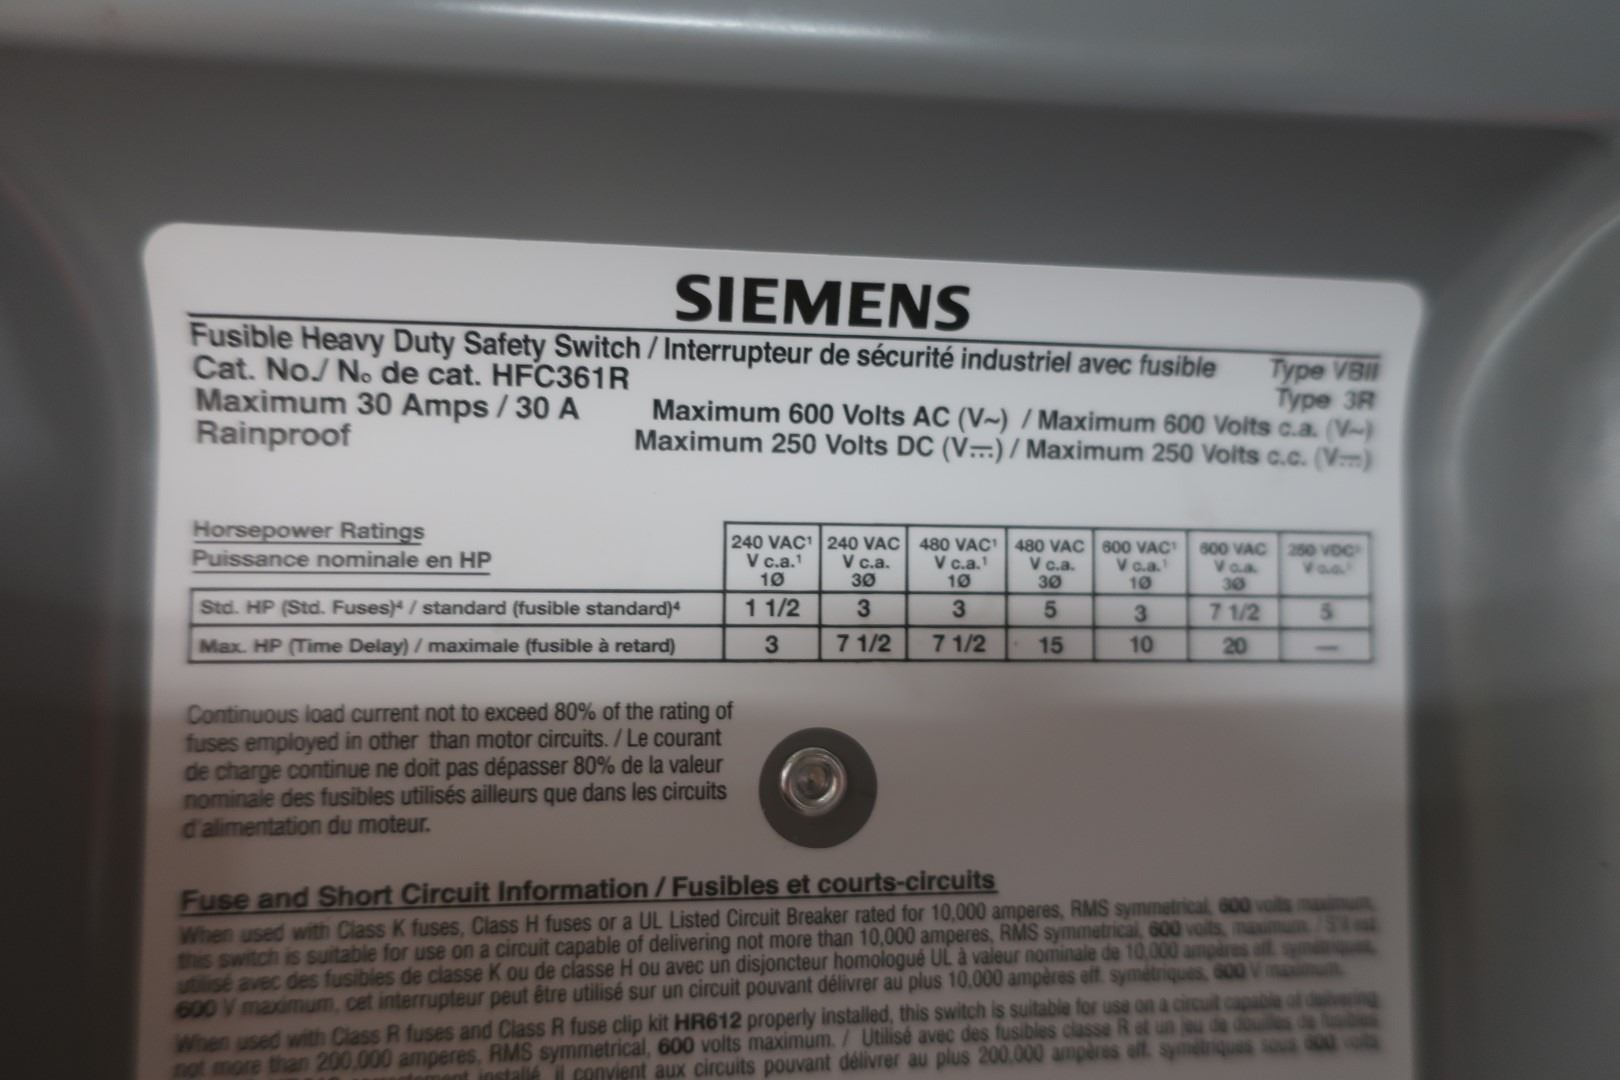 SIEMENS
Fusible Heavy Duty Safety Switch / Interrupteur de sécurité industriel avec fusible Type VBII
Cat. No./ No de cat. HFC361R Type 3R
Maximum 30 Amps / 30 A Maximum 600 Volts AC (V~) / Maximum 600 Volts c.a. (V~)
Rainproof Maximum 250 Volts DC (V⎓) / Maximum 250 Volts c.c. (V⎓)
Horsepower Ratings
Puissance nominale en HP
240 VAC¹ 240 VAC 480 VAC¹ 480 VAC 600 VAC¹ 600 VAC 250 VDC¹
V c.a.¹ V c.a. V c.a.¹ V c.a. V c.a.¹ V c.a.
1Ø 3Ø 1Ø 3Ø 1Ø 3Ø
Std. HP (Std. Fuses)⁴ / standard (fusible standard)⁴ 1 1/2 3 3 5 3 7 1/2 5
Max. HP (Time Delay) / maximale (fusible à retard) 3 7 1/2 7 1/2 15 10 20 —
Continuous load current not to exceed 80% of the rating of
fuses employed in other than motor circuits. / Le courant
de charge continue ne doit pas dépasser 80% de la valeur
nominale des fusibles utilisés ailleurs que dans les circuits
d'alimentation du moteur.
Fuse and Short Circuit Information / Fusibles et courts-circuits
When used with Class K fuses, Class H fuses or a UL Listed Circuit Breaker rated for 10,000 amperes, RMS symmetrical, 600 volts maximum,
this switch is suitable for use on a circuit capable of delivering not more than 10,000 amperes, RMS symmetrical, 600 volts, maximum. / S'il est
utilisé avec des fusibles de classe K ou de classe H ou avec un disjoncteur homologué UL à valeur nominale de 10,000 ampères eff. symétriques,
600 V maximum, cet interrupteur peut être utilisé sur un circuit pouvant délivrer au plus 10,000 ampères eff. symétriques, 600 V maximum.
When used with Class R fuses and Class R fuse clip kit HR612 properly installed, this switch is suitable for use on a circuit capable of delivering
not more than 200,000 amperes, RMS symmetrical, 600 volts maximum. / Utilisé avec des fusibles classe R et un jeu de douilles de fusibles
installé, il convient aux circuits pouvant délivrer au plus 200,000 ampères eff. symétriques sous 600 volts